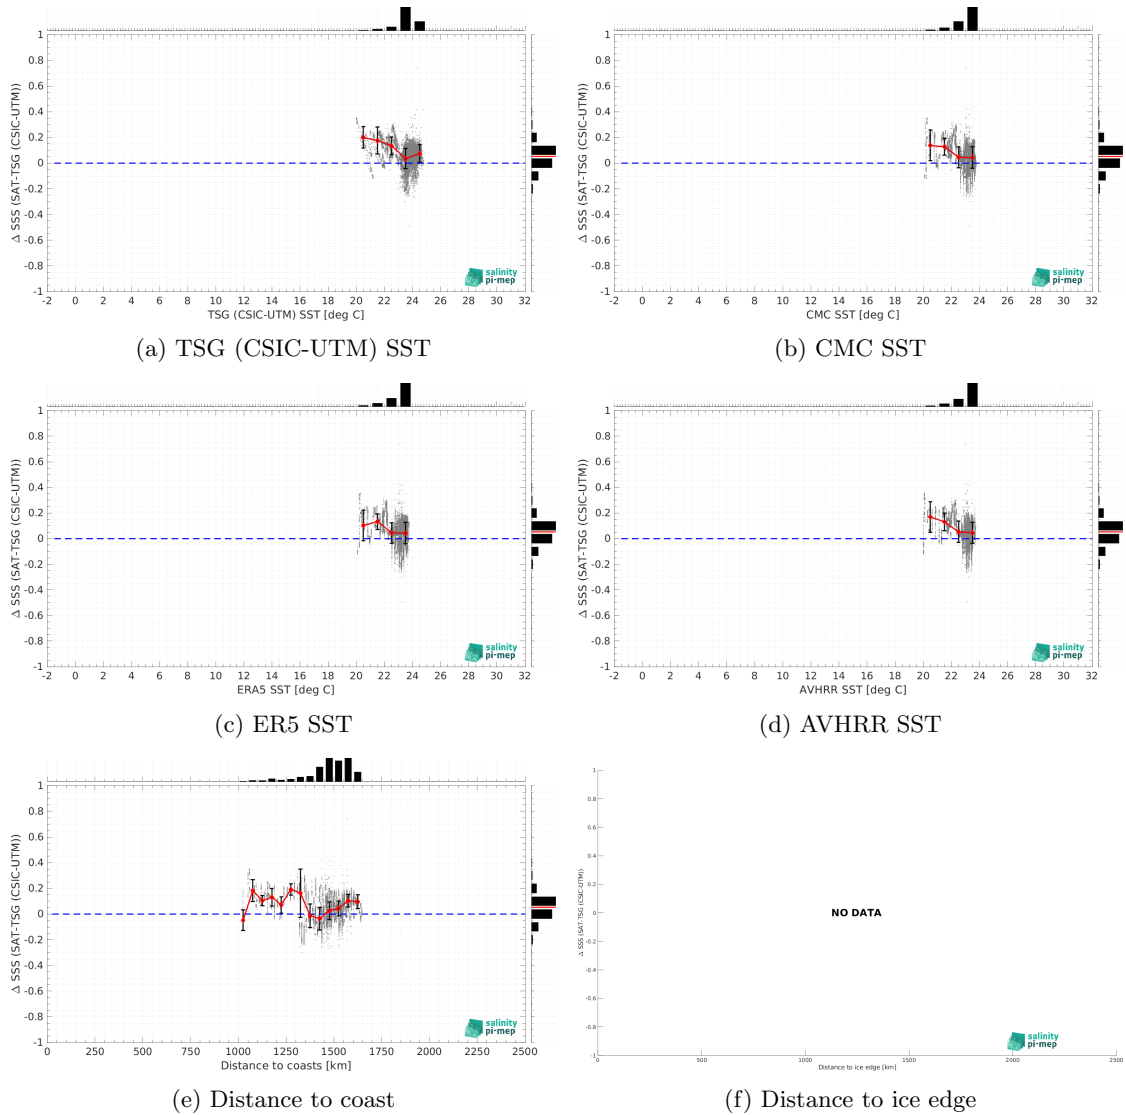 1
0.8
0.6
0.4
0.2
0
-0.2
-0.4
-0.6
-0.8
-1
Δ SSS (SAT-TSG (CSIC-UTM))
salinity
pi-mep
-2 0 2 4 6 8 10 12 14 16 18 20 22 24 26 28 30 32
TSG (CSIC-UTM) SST [deg C]
(a) TSG (CSIC-UTM) SST
1
0.8
0.6
0.4
0.2
0
-0.2
-0.4
-0.6
-0.8
-1
Δ SSS (SAT-TSG (CSIC-UTM))
salinity
pi-mep
-2 0 2 4 6 8 10 12 14 16 18 20 22 24 26 28 30 32
CMC SST [deg C]
(b) CMC SST
1
0.8
0.6
0.4
0.2
0
-0.2
-0.4
-0.6
-0.8
-1
Δ SSS (SAT-TSG (CSIC-UTM))
salinity
pi-mep
-2 0 2 4 6 8 10 12 14 16 18 20 22 24 26 28 30 32
ERA5 SST [deg C]
(c) ER5 SST
1
0.8
0.6
0.4
0.2
0
-0.2
-0.4
-0.6
-0.8
-1
Δ SSS (SAT-TSG (CSIC-UTM))
salinity
pi-mep
-2 0 2 4 6 8 10 12 14 16 18 20 22 24 26 28 30 32
AVHRR SST [deg C]
(d) AVHRR SST
1
0.8
0.6
0.4
0.2
0
-0.2
-0.4
-0.6
-0.8
-1
Δ SSS (SAT-TSG (CSIC-UTM))
salinity
pi-mep
0 250 500 750 1000 1250 1500 1750 2000 2250 2500
Distance to coasts [km]
(e) Distance to coast
1
0.8
0.6
0.4
0.2
0
-0.2
-0.4
-0.6
-0.8
-1
Δ SSS (SAT-TSG (CSIC-UTM))
NO DATA
salinity
pi-mep
0 500 1000 1500 2000 2500
Distance to ice edge [km]
(f) Distance to ice edge